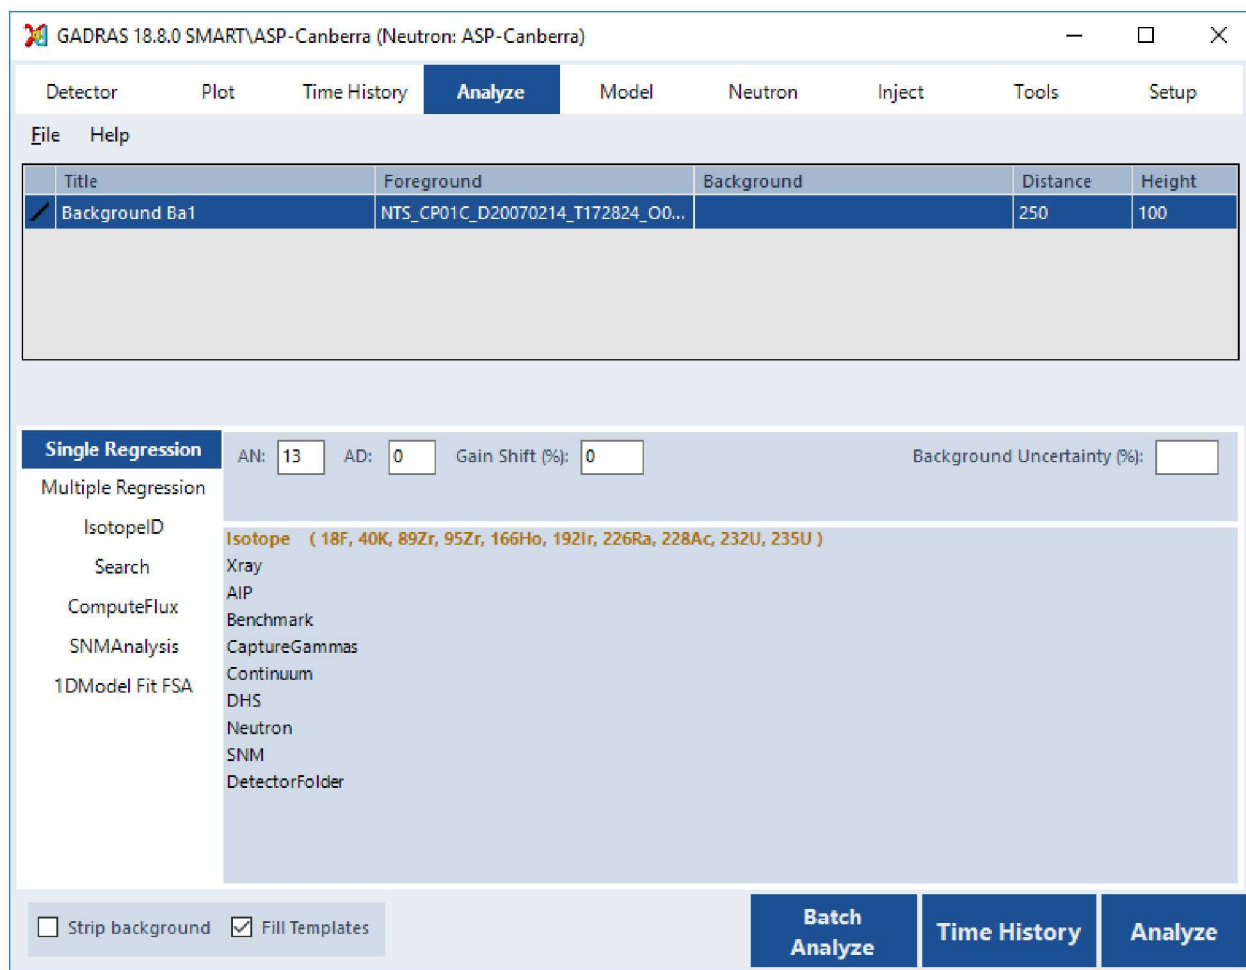 GADRAS 18.8.0 SMART\ASP-Canberra (Neutron: ASP-Canberra)
Detector Plot Time History Analyze Model Neutron Inject Tools Setup
File Help
Title Foreground Background Distance Height
Background Ba1 NTS_CP01C_D20070214_T172824_O0... 250 100
Single Regression AN: 13 AD: 0 Gain Shift (%): 0 Background Uncertainty (%):
Multiple Regression
IsotopeID
Search
ComputeFlux
SNMAnalysis
1DModel Fit FSA
Isotope ( 18F, 40K, 89Zr, 95Zr, 166Ho, 192Ir, 226Ra, 228Ac, 232U, 235U )
Xray
AIP
Benchmark
CaptureGammas
Continuum
DHS
Neutron
SNM
DetectorFolder
Strip background Fill Templates
Batch
Analyze
Time History
Analyze